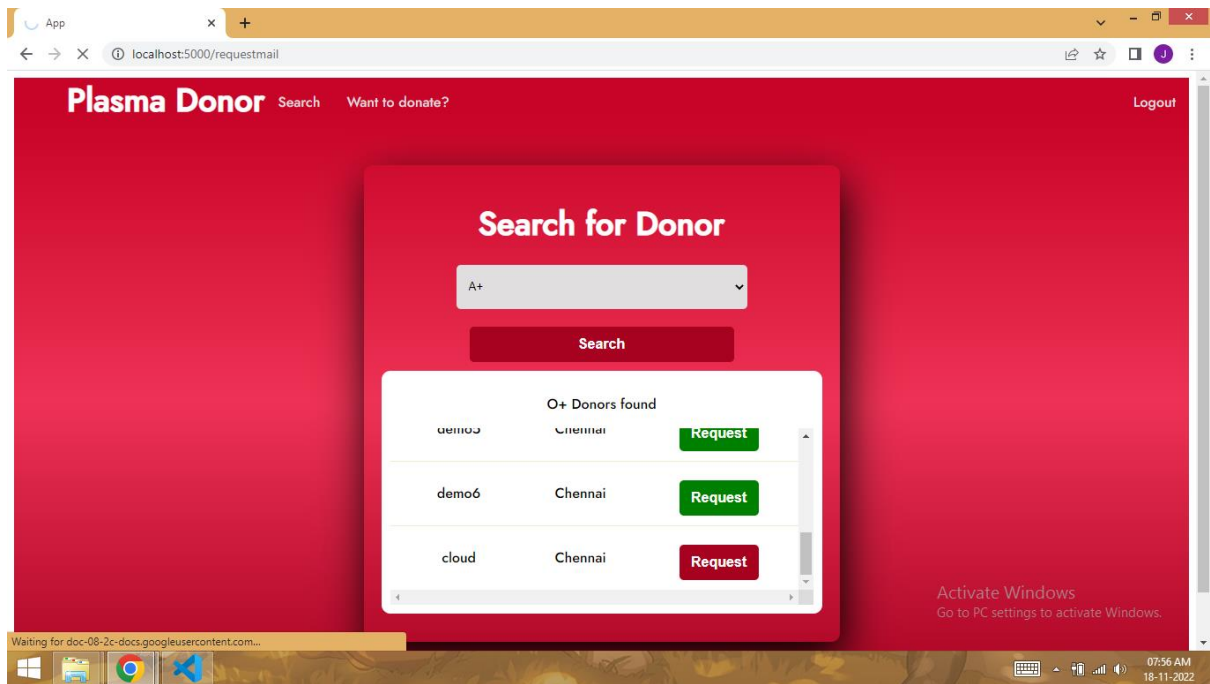 App
localhost:5000/requestmail
J
Plasma Donor Search Want to donate? Logout
Search for Donor
A+
Search
O+ Donors found
demo5 Chennai Request
demo6 Chennai Request
cloud Chennai Request
Activate Windows
Go to PC settings to activate Windows.
Waiting for doc-08-2c-docs.googleusercontent.com...
07:56 AM
18-11-2022